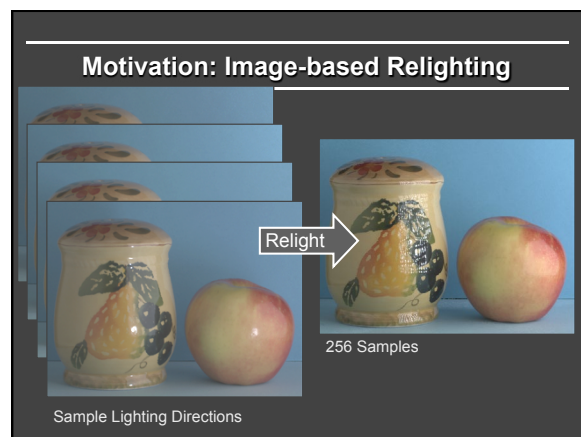 Motivation: Image-based Relighting
Relight
256 Samples
Sample Lighting Directions